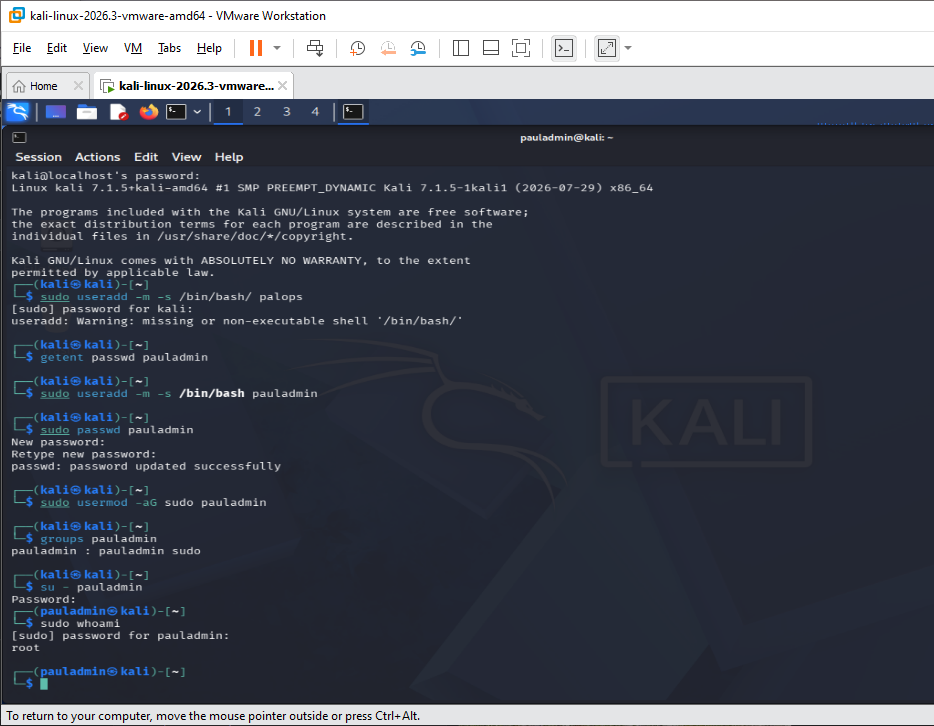 kali-linux-2026.3-vmware-amd64 - VMware Workstation
File Edit View VM Tabs Help
Home kali-linux-2026.3-vmware...
1 2 3 4
pauladmin@kali: ~
Session Actions Edit View Help
kali@localhost's password:
Linux kali 7.1.5+kali-amd64 #1 SMP PREEMPT_DYNAMIC Kali 7.1.5-1kali1 (2026-07-29) x86_64
The programs included with the Kali GNU/Linux system are free software;
the exact distribution terms for each program are described in the
individual files in /usr/share/doc/*/copyright.
Kali GNU/Linux comes with ABSOLUTELY NO WARRANTY, to the extent
permitted by applicable law.
┌──(kali㉿kali)-[~]
└─$ sudo useradd -m -s /bin/bash/ palops
[sudo] password for kali:
useradd: Warning: missing or non-executable shell '/bin/bash/'
┌──(kali㉿kali)-[~]
└─$ getent passwd pauladmin
┌──(kali㉿kali)-[~]
└─$ sudo useradd -m -s /bin/bash pauladmin
┌──(kali㉿kali)-[~]
└─$ sudo passwd pauladmin
New password:
Retype new password:
passwd: password updated successfully
┌──(kali㉿kali)-[~]
└─$ sudo usermod -aG sudo pauladmin
┌──(kali㉿kali)-[~]
└─$ groups pauladmin
pauladmin : pauladmin sudo
┌──(kali㉿kali)-[~]
└─$ su - pauladmin
Password:
┌──(pauladmin㉿kali)-[~]
└─$ sudo whoami
[sudo] password for pauladmin:
root
┌──(pauladmin㉿kali)-[~]
└─$
KALI
To return to your computer, move the mouse pointer outside or press Ctrl+Alt.